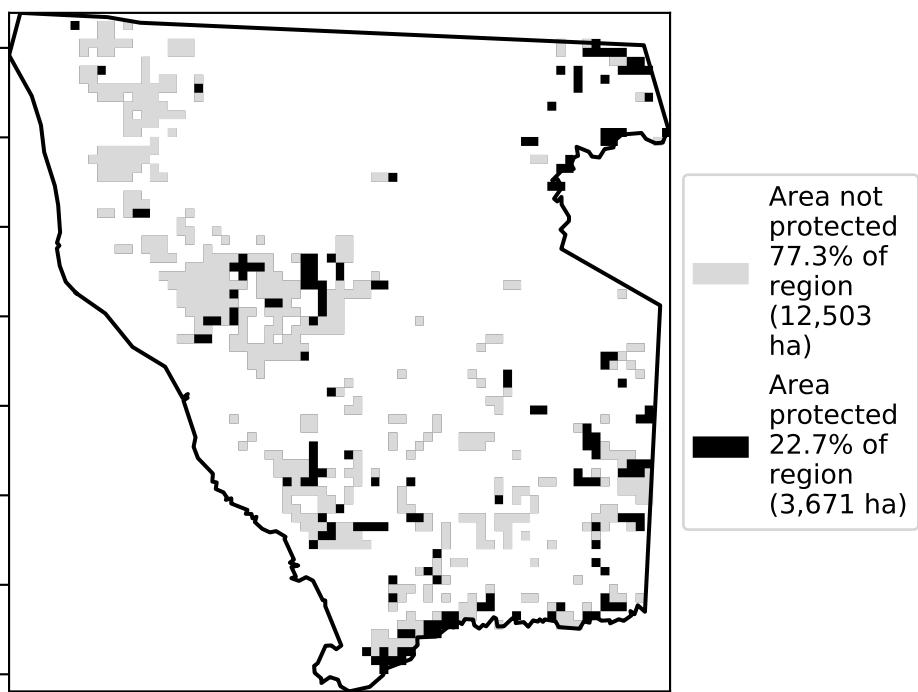 Area not
protected
77.3% of
region
(12,503
ha)
Area
protected
22.7% of
region
(3,671 ha)